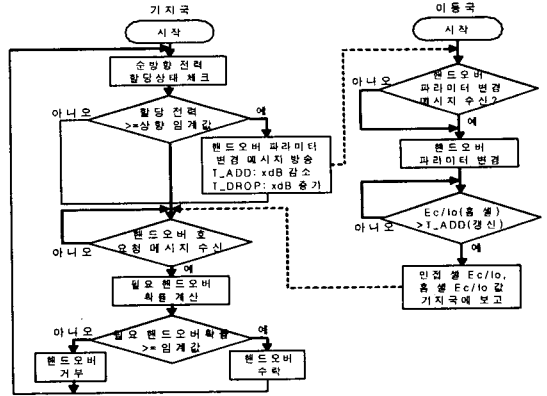 기지국
시작
순방향 전력
할당상태 체크
아니오
할당 전력
>=상향 임계값
예
핸드오버 파라미터
변경 메시지 방송
T_ADD: xdB 감소
T_DROP: xdB 증가
핸드오버 호
요청 메시지 수신
아니오
예
필요 핸드오버
확률 계산
아니오
필요 핸드오버확률
>= 임계값
예
핸드오버
거부
핸드오버
수락
이동국
시작
아니오
핸드오버
파라미터 변경
메시지 수신?
예
핸드오버
파라미터 변경
Ec/Io(홈 셀)
>T_ADD(갱신)
아니오
예
인접 셀 Ec/Io,
홈 셀 Ec/Io 값
기지국에 보고